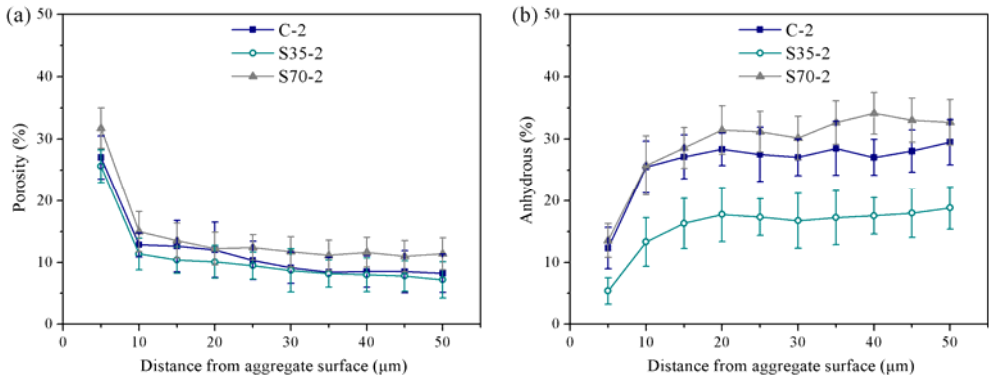 (a)
50
40
30
20
10
0
Porosity (%)
C-2
S35-2
S70-2
0 10 20 30 40 50
Distance from aggregate surface (μm)
(b)
50
40
30
20
10
0
Anhydrous (%)
C-2
S35-2
S70-2
0 10 20 30 40 50
Distance from aggregate surface (μm)